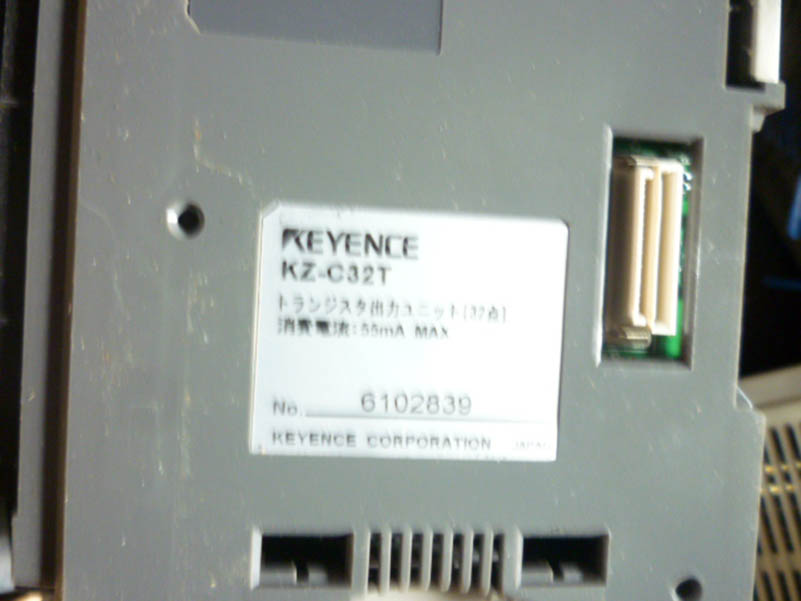 KEYENCE
KZ-C32T
トランジスタ出力ユニット[32点]
消費電流:55mA MAX
No. 6102839
KEYENCE CORPORATION JAPAN